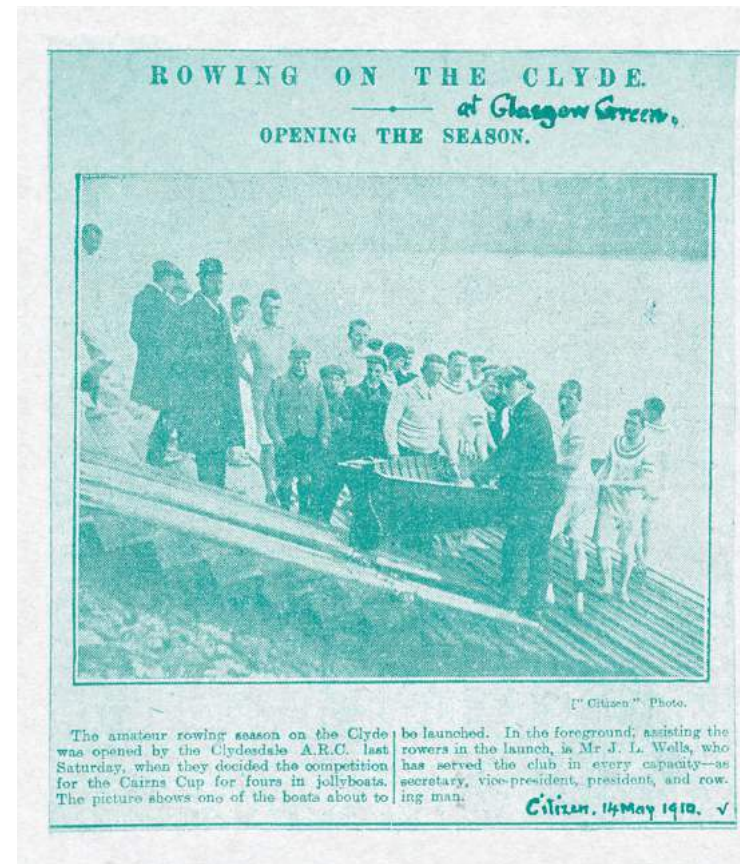 ROWING ON THE CLYDE.
at Glasgow Green.
OPENING THE SEASON.
["Citizen" Photo.
The amateur rowing season on the Clyde
was opened by the Clydesdale A.R.C. last
Saturday, when they decided the competition
for the Cairns Cup for fours in jollyboats.
The picture shows one of the boats about to
be launched. In the foreground, assisting the
rowers in the launch, is Mr J. L. Wells, who
has served the club in every capacity—as
secretary, vice-president, president, and row-
ing man.
Citizen, 14 May 1910. √